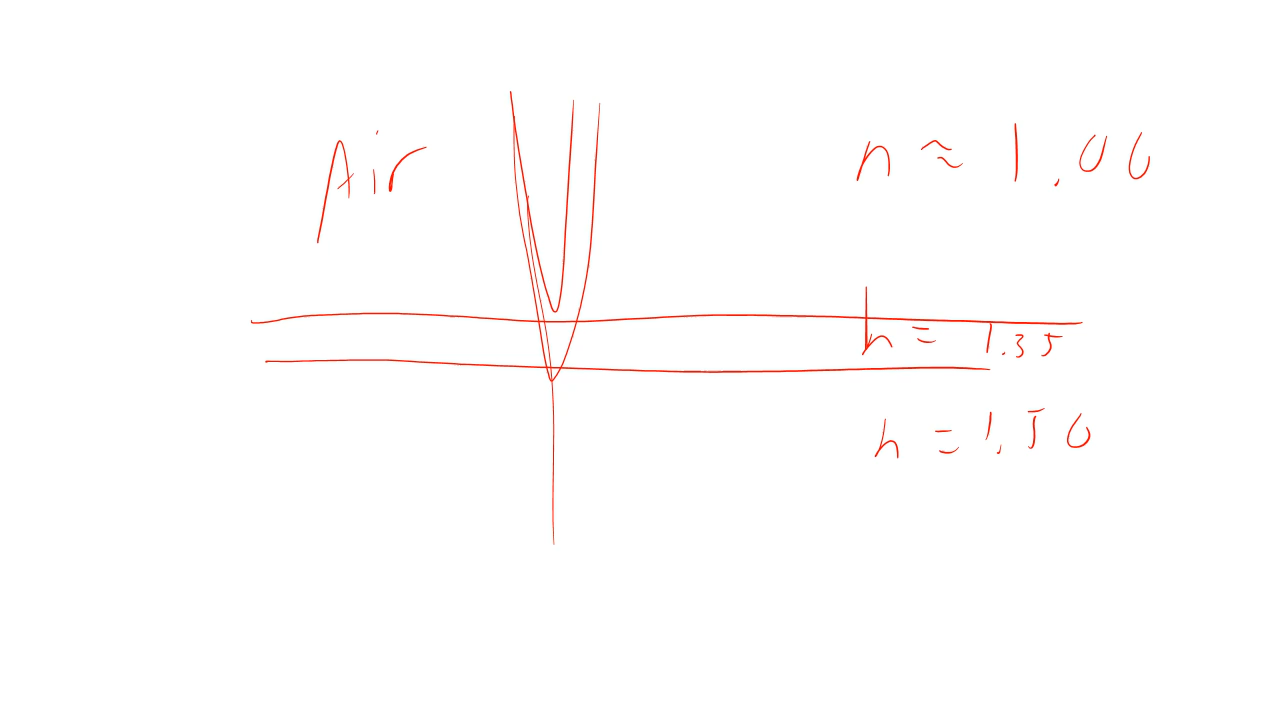 Air n ≈ 1.00
n = 1.35
n = 1.50